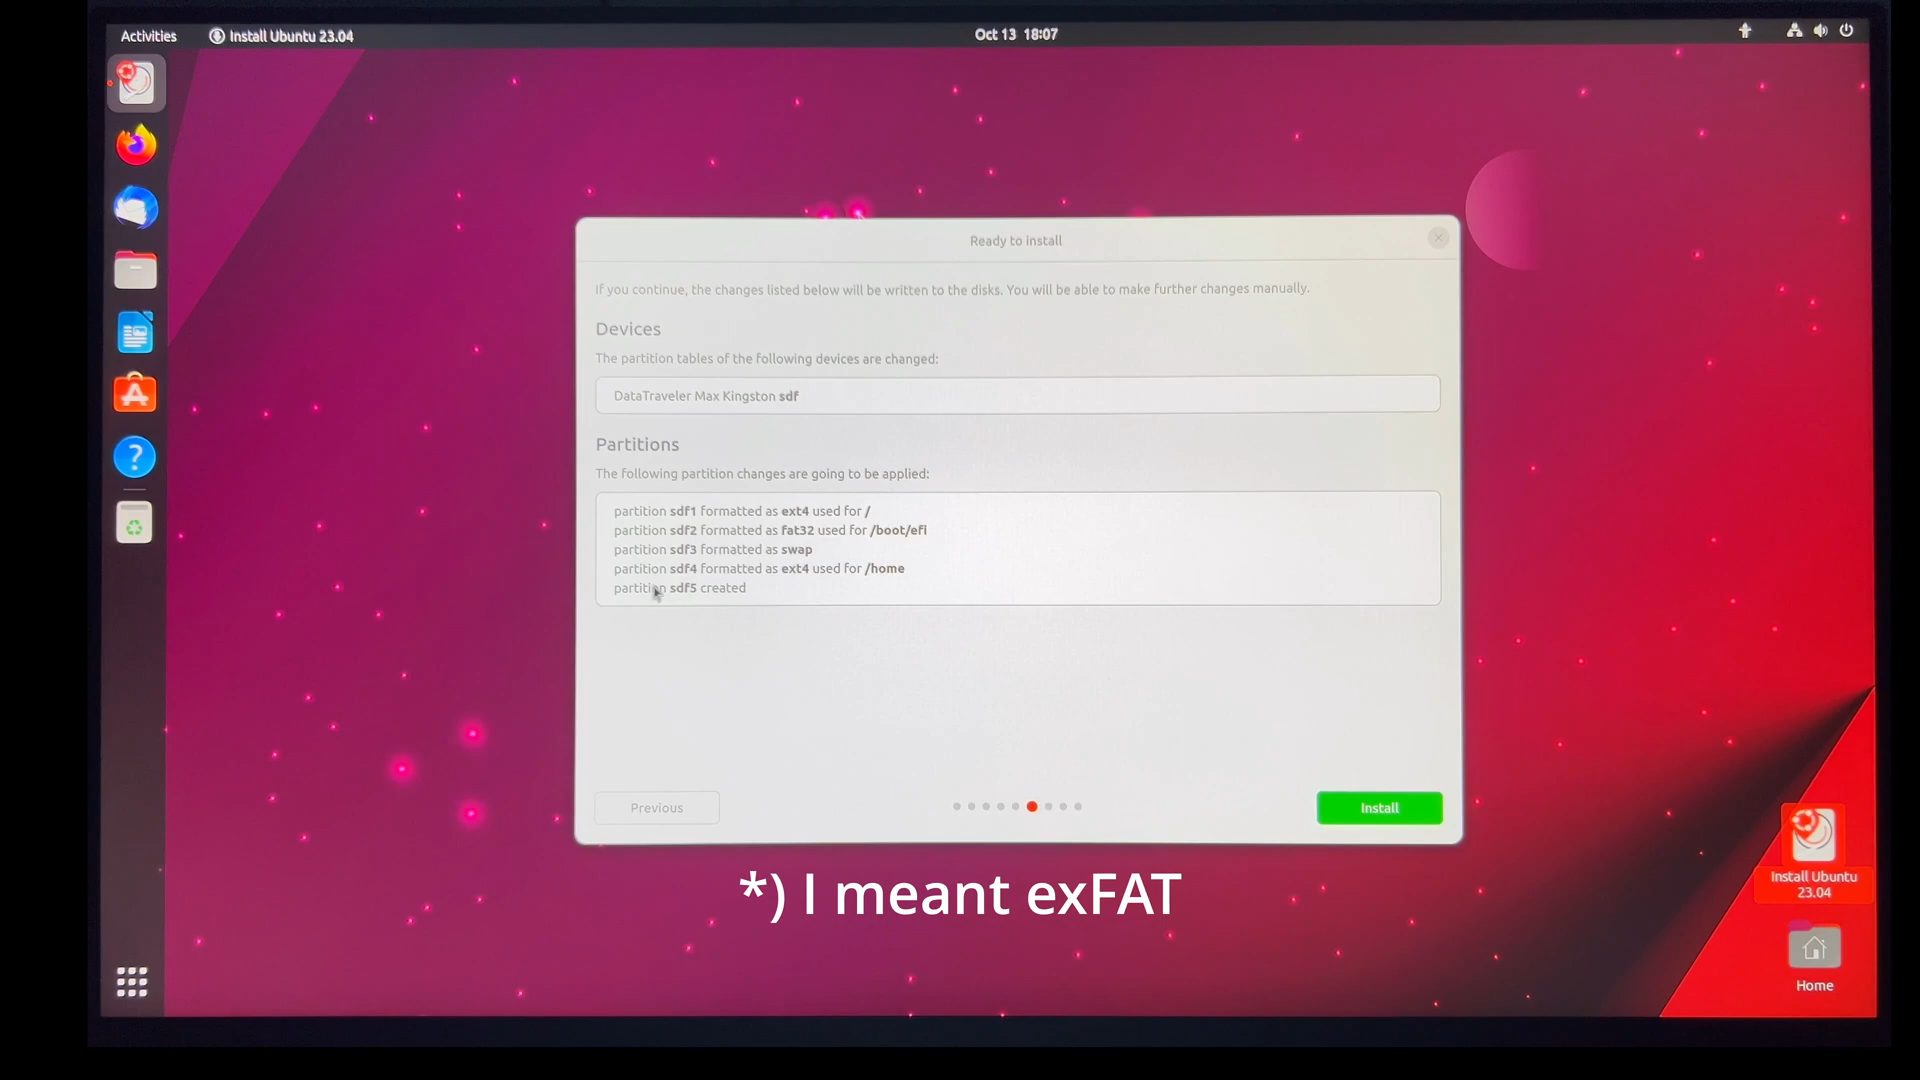 Activities
Install Ubuntu 23.04
Oct 13 18:07
Ready to install
If you continue, the changes listed below will be written to the disks. You will be able to make further changes manually.
Devices
The partition tables of the following devices are changed:
DataTraveler Max Kingston sdf
Partitions
The following partition changes are going to be applied:
partition sdf1 formatted as ext4 used for /
partition sdf2 formatted as fat32 used for /boot/efi
partition sdf3 formatted as swap
partition sdf4 formatted as ext4 used for /home
partition sdf5 created
Previous
Install
*) I meant exFAT
Install Ubuntu
23.04
Home